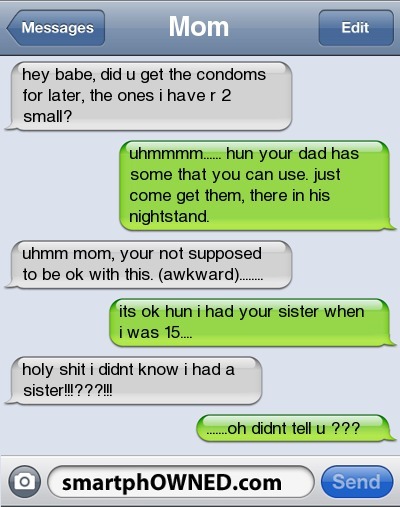 Messages
Mom
Edit
hey babe, did u get the condoms
for later, the ones i have r 2
small?
uhmmmm...... hun your dad has
some that you can use. just
come get them, there in his
nightstand.
uhmm mom, your not supposed
to be ok with this. (awkward)........
its ok hun i had your sister when
i was 15....
holy shit i didnt know i had a
sister!!!???!!!
.......oh didnt tell u ???
smartphOWNED.com
Send